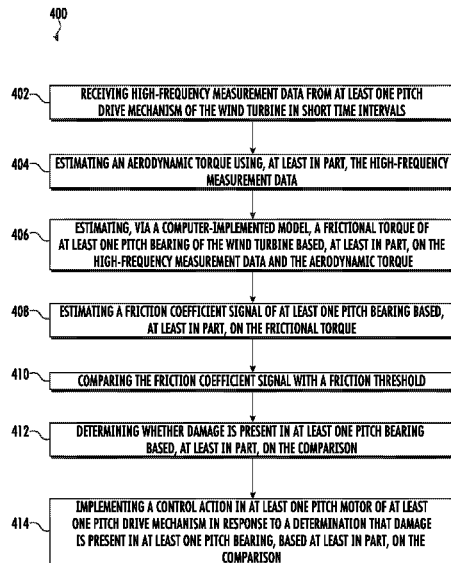 400
402
RECEIVING HIGH-FREQUENCY MEASUREMENT DATA FROM AT LEAST ONE PITCH
DRIVE MECHANISM OF THE WIND TURBINE IN SHORT TIME INTERVALS
404
ESTIMATING AN AERODYNAMIC TORQUE USING, AT LEAST IN PART, THE HIGH-FREQUENCY
MEASUREMENT DATA
406
ESTIMATING, VIA A COMPUTER-IMPLEMENTED MODEL, A FRICTIONAL TORQUE OF
AT LEAST ONE PITCH BEARING OF THE WIND TURBINE BASED, AT LEAST IN PART, ON THE
HIGH-FREQUENCY MEASUREMENT DATA AND THE AERODYNAMIC TORQUE
408
ESTIMATING A FRICTION COEFFICIENT SIGNAL OF AT LEAST ONE PITCH BEARING BASED,
AT LEAST IN PART, ON THE FRICTIONAL TORQUE
410
COMPARING THE FRICTION COEFFICIENT SIGNAL WITH A FRICTION THRESHOLD
412
DETERMINING WHETHER DAMAGE IS PRESENT IN AT LEAST ONE PITCH BEARING
BASED, AT LEAST IN PART, ON THE COMPARISON
414
IMPLEMENTING A CONTROL ACTION IN AT LEAST ONE PITCH MOTOR OF AT LEAST
ONE PITCH DRIVE MECHANISM IN RESPONSE TO A DETERMINATION THAT DAMAGE
IS PRESENT IN AT LEAST ONE PITCH BEARING, BASED AT LEAST IN PART, ON THE
COMPARISON